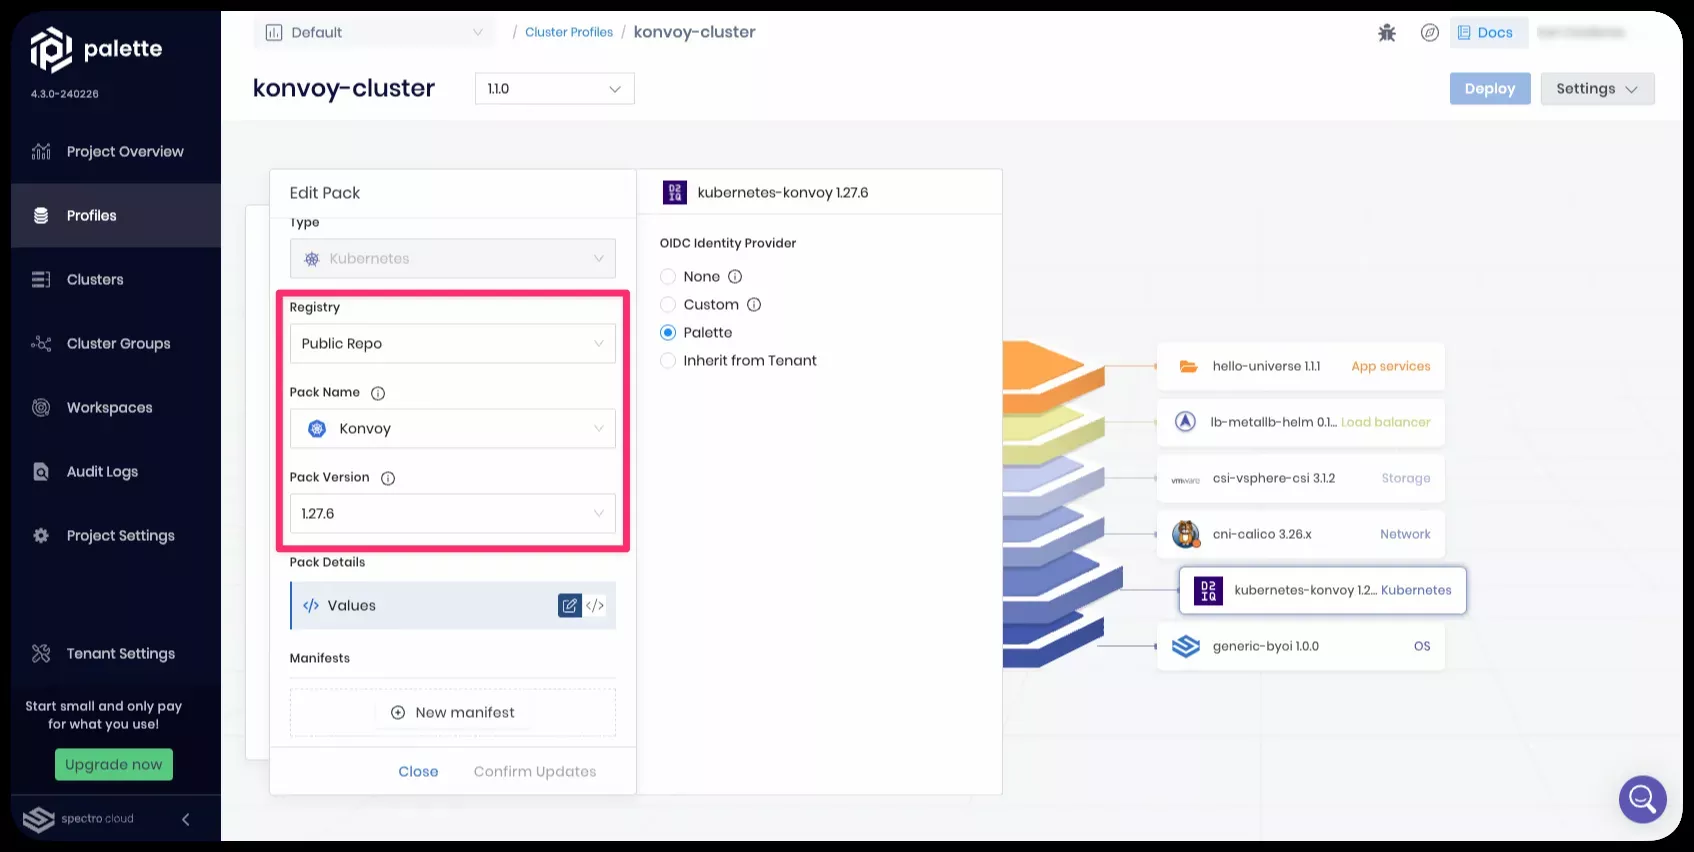 palette
4.3.0-240226
Project Overview
Profiles
Clusters
Cluster Groups
Workspaces
Audit Logs
Project Settings
Tenant Settings
Start small and only pay
for what you use!
Upgrade now
spectro cloud
Default
/ Cluster Profiles / konvoy-cluster
Docs
konvoy-cluster
1.1.0
Deploy
Settings
Edit Pack
Type
Kubernetes
Registry
Public Repo
Pack Name
Konvoy
Pack Version
1.27.6
Pack Details
</> Values
</>
Manifests
New manifest
Close
Confirm Updates
D2
IQ
kubernetes-konvoy 1.27.6
OIDC Identity Provider
None
Custom
Palette
Inherit from Tenant
hello-universe 1.1.1 App services
lb-metallb-helm 0.1... Load balancer
vmware csi-vsphere-csi 3.1.2 Storage
cni-calico 3.26.x Network
D2
IQ
kubernetes-konvoy 1.2... Kubernetes
generic-byoi 1.0.0 OS